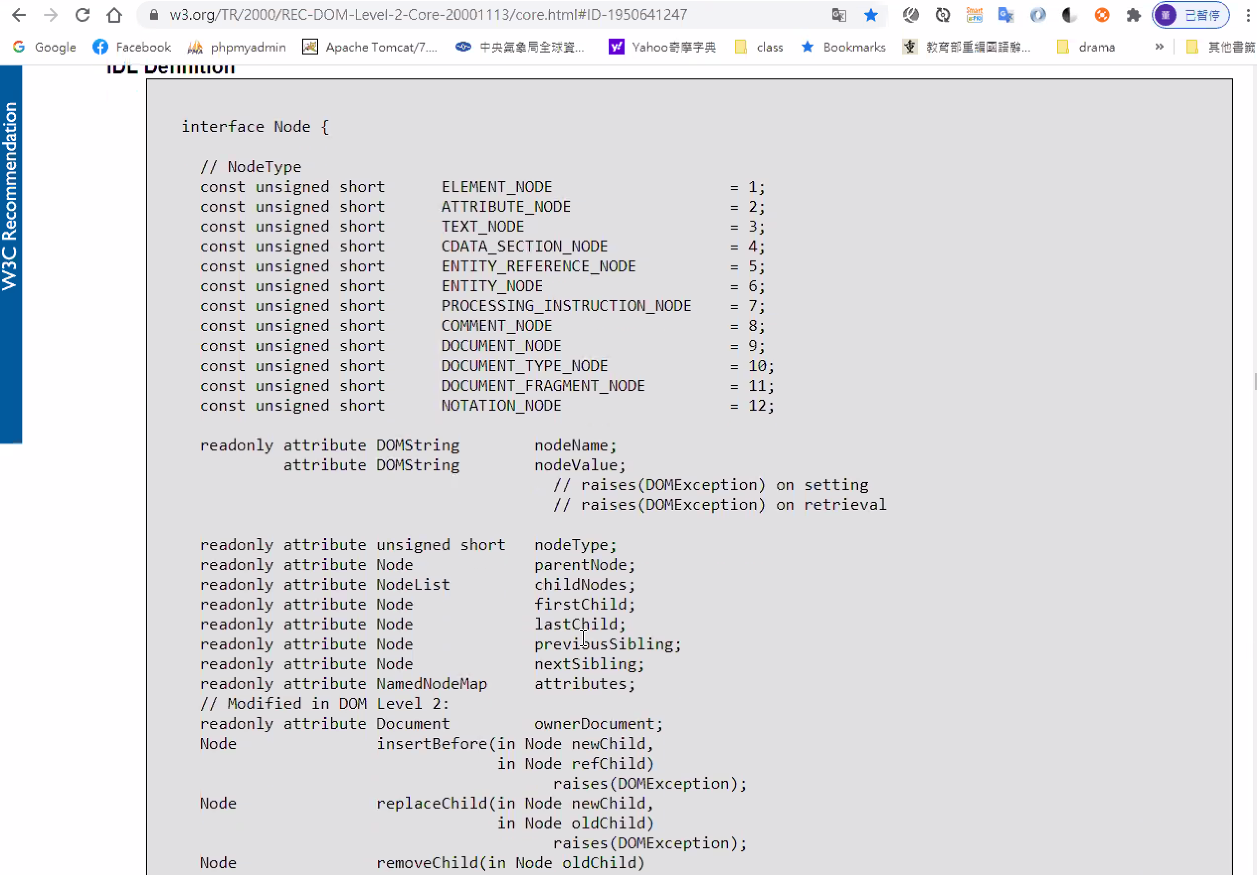 w3.org/TR/2000/REC-DOM-Level-2-Core-20001113/core.html#ID-1950641247
董 已暫停
Google Facebook phpmyadmin Apache Tomcat/7.... 中央氣象局全球資... Yahoo奇摩字典 class Bookmarks 教育部重編國語辭... drama » 其他書籤
IDL Definition
W3C Recommendation
interface Node {
// NodeType
const unsigned short ELEMENT_NODE = 1;
const unsigned short ATTRIBUTE_NODE = 2;
const unsigned short TEXT_NODE = 3;
const unsigned short CDATA_SECTION_NODE = 4;
const unsigned short ENTITY_REFERENCE_NODE = 5;
const unsigned short ENTITY_NODE = 6;
const unsigned short PROCESSING_INSTRUCTION_NODE = 7;
const unsigned short COMMENT_NODE = 8;
const unsigned short DOCUMENT_NODE = 9;
const unsigned short DOCUMENT_TYPE_NODE = 10;
const unsigned short DOCUMENT_FRAGMENT_NODE = 11;
const unsigned short NOTATION_NODE = 12;
readonly attribute DOMString nodeName;
attribute DOMString nodeValue;
// raises(DOMException) on setting
// raises(DOMException) on retrieval
readonly attribute unsigned short nodeType;
readonly attribute Node parentNode;
readonly attribute NodeList childNodes;
readonly attribute Node firstChild;
readonly attribute Node lastChild;
readonly attribute Node previousSibling;
readonly attribute Node nextSibling;
readonly attribute NamedNodeMap attributes;
// Modified in DOM Level 2:
readonly attribute Document ownerDocument;
Node insertBefore(in Node newChild,
in Node refChild)
raises(DOMException);
Node replaceChild(in Node newChild,
in Node oldChild)
raises(DOMException);
Node removeChild(in Node oldChild)